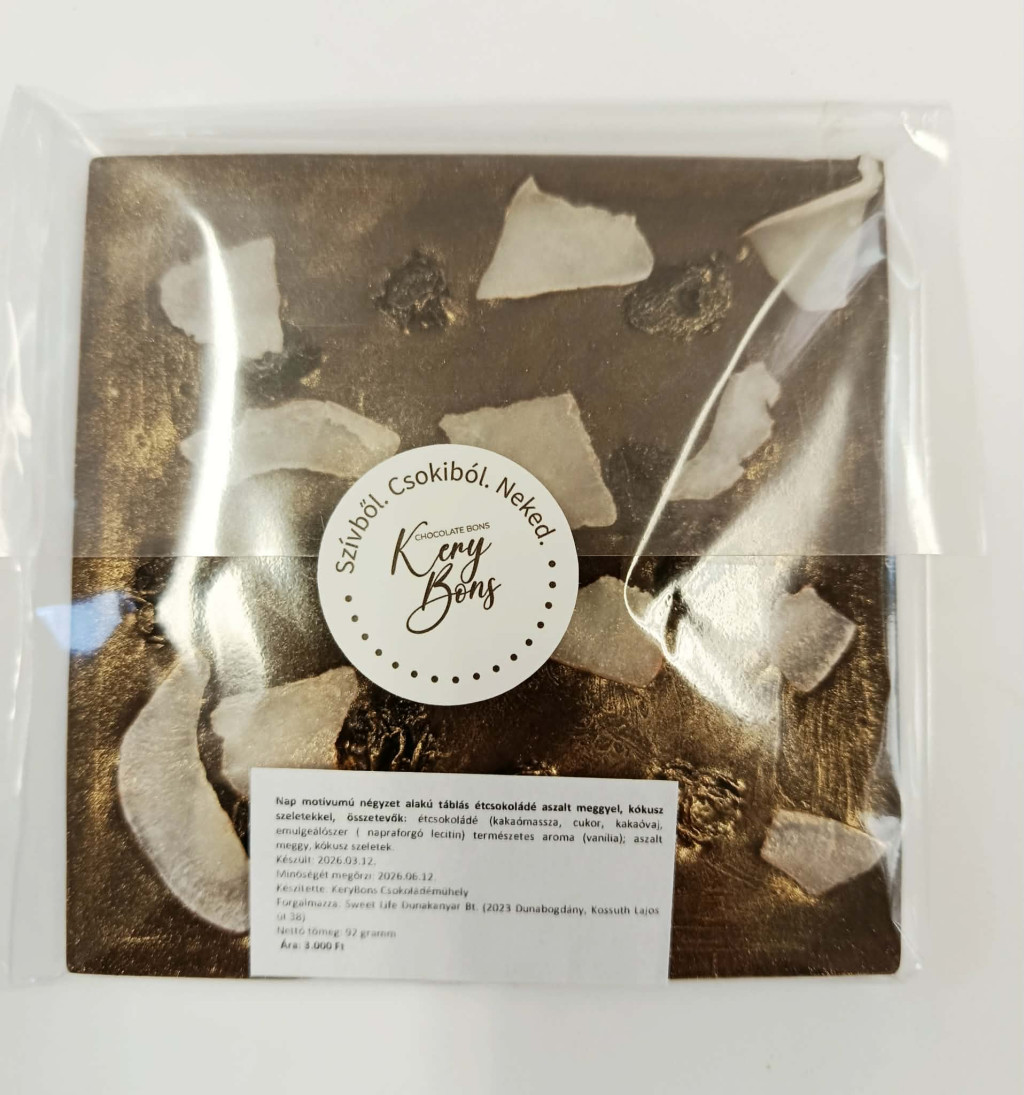 Szívből. Csokiból. Neked.
CHOCOLATE BONS
Kery
Bons
Nap motivumú négyzet alakú táblás étcsokoládé aszalt meggyel, kókusz
szeletekkel, összetevők: étcsokoládé (kakaómassza, cukor, kakaóvaj,
emulgeálószer ( napraforgó lecitin) természetes aroma (vanília); aszalt
meggy, kókusz szeletek.
Készült: 2026.03.12.
Minőségét megőrzi: 2026.06.12.
Készítette: KeryBons Csokoládéműhely
Forgalmazza: Sweet Life Dunakanyar Bt. (2023 Dunabogdány, Kossuth Lajos
út 38)
Nettó tömeg: 92 gramm
Ára: 3.000 Ft